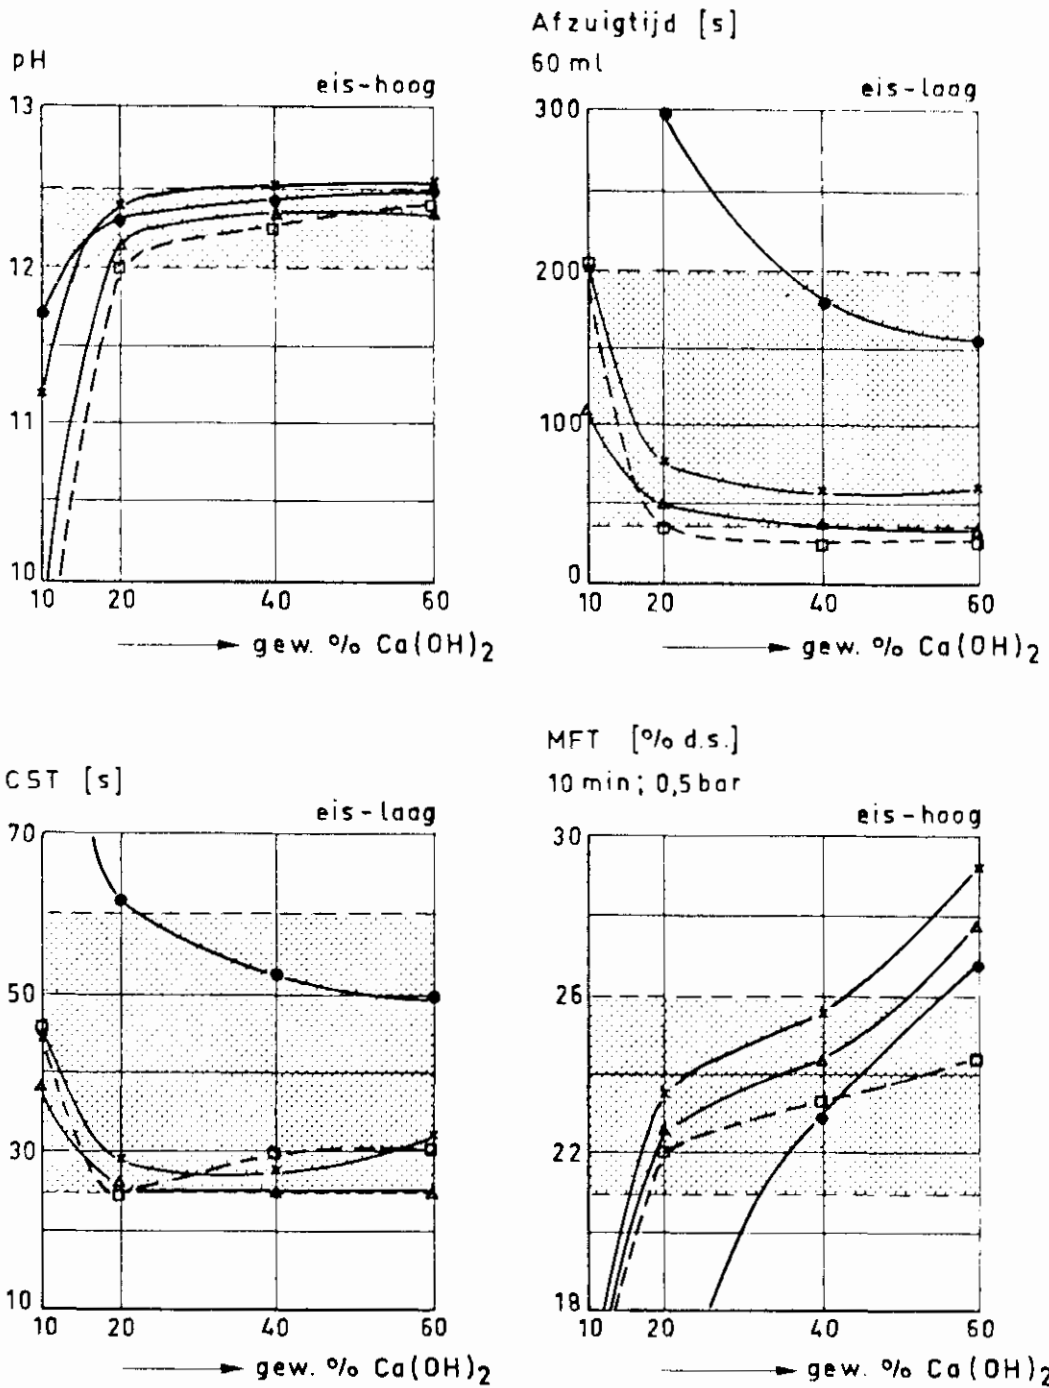 pH
eis-hoog
13
12
11
10
10 20 40 60
gew. % Ca(OH)2
Afzuigtijd [s]
60 ml
eis-laag
300
200
100
0
10 20 40 60
gew. % Ca(OH)2
CST [s]
eis-laag
70
50
30
10
10 20 40 60
gew. % Ca(OH)2
MFT [% d.s.]
10 min; 0,5 bar
eis-hoog
30
26
22
18
10 20 40 60
gew. % Ca(OH)2